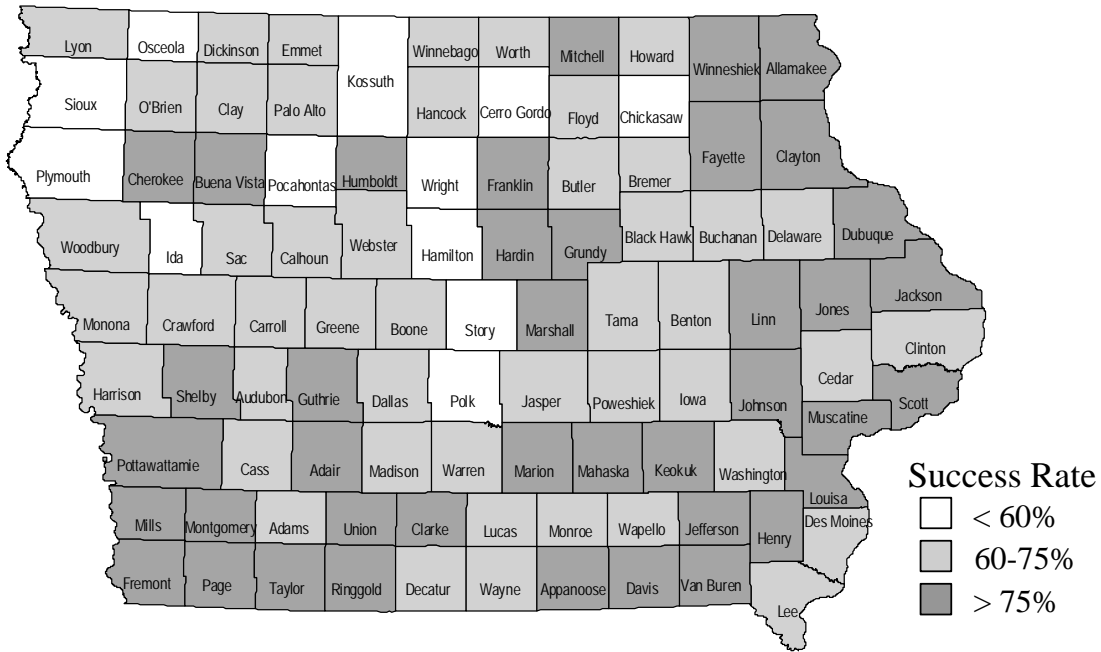 Lyon Osceola Dickinson Emmet Winnebago Worth Mitchell Howard Winneshiek Allamakee
Kossuth
Sioux O'Brien Clay Palo Alto Hancock Cerro Gordo Floyd Chickasaw
Plymouth Cherokee Buena Vista Pocahontas Humboldt Wright Franklin Butler Bremer Fayette Clayton
Woodbury Ida Sac Calhoun Webster Hamilton Hardin Grundy Black Hawk Buchanan Delaware Dubuque
Monona Crawford Carroll Greene Boone Story Marshall Tama Benton Linn Jones Jackson
Clinton
Harrison Shelby Audubon Guthrie Dallas Polk Jasper Poweshiek Iowa Johnson Cedar Scott
Muscatine
Pottawattamie Cass Adair Madison Warren Marion Mahaska Keokuk Washington
Louisa
Mills Montgomery Adams Union Clarke Lucas Monroe Wapello Jefferson Henry Des Moines
Fremont Page Taylor Ringgold Decatur Wayne Appanoose Davis Van Buren
Lee
Success Rate
< 60%
60-75%
> 75%